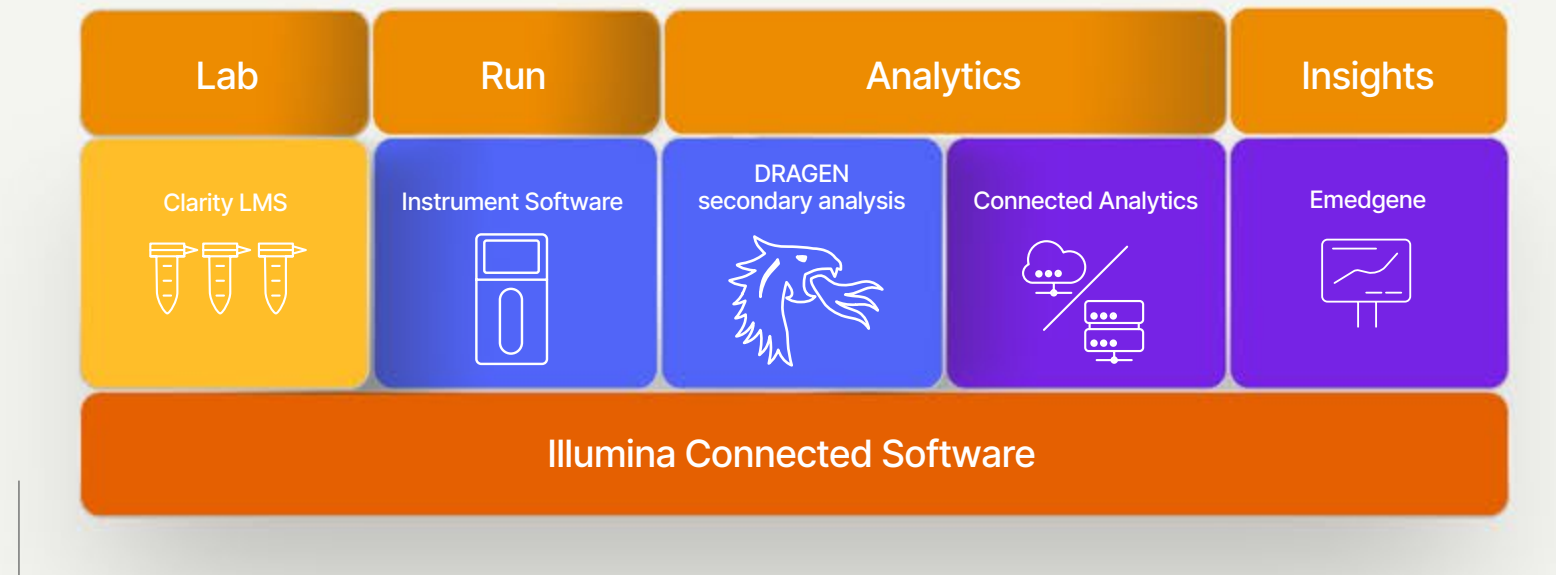 Lab
Run
Analytics
Insights
Clarity LMS
Instrument Software
DRAGEN
secondary analysis
Connected Analytics
Emedgene
Illumina Connected Software